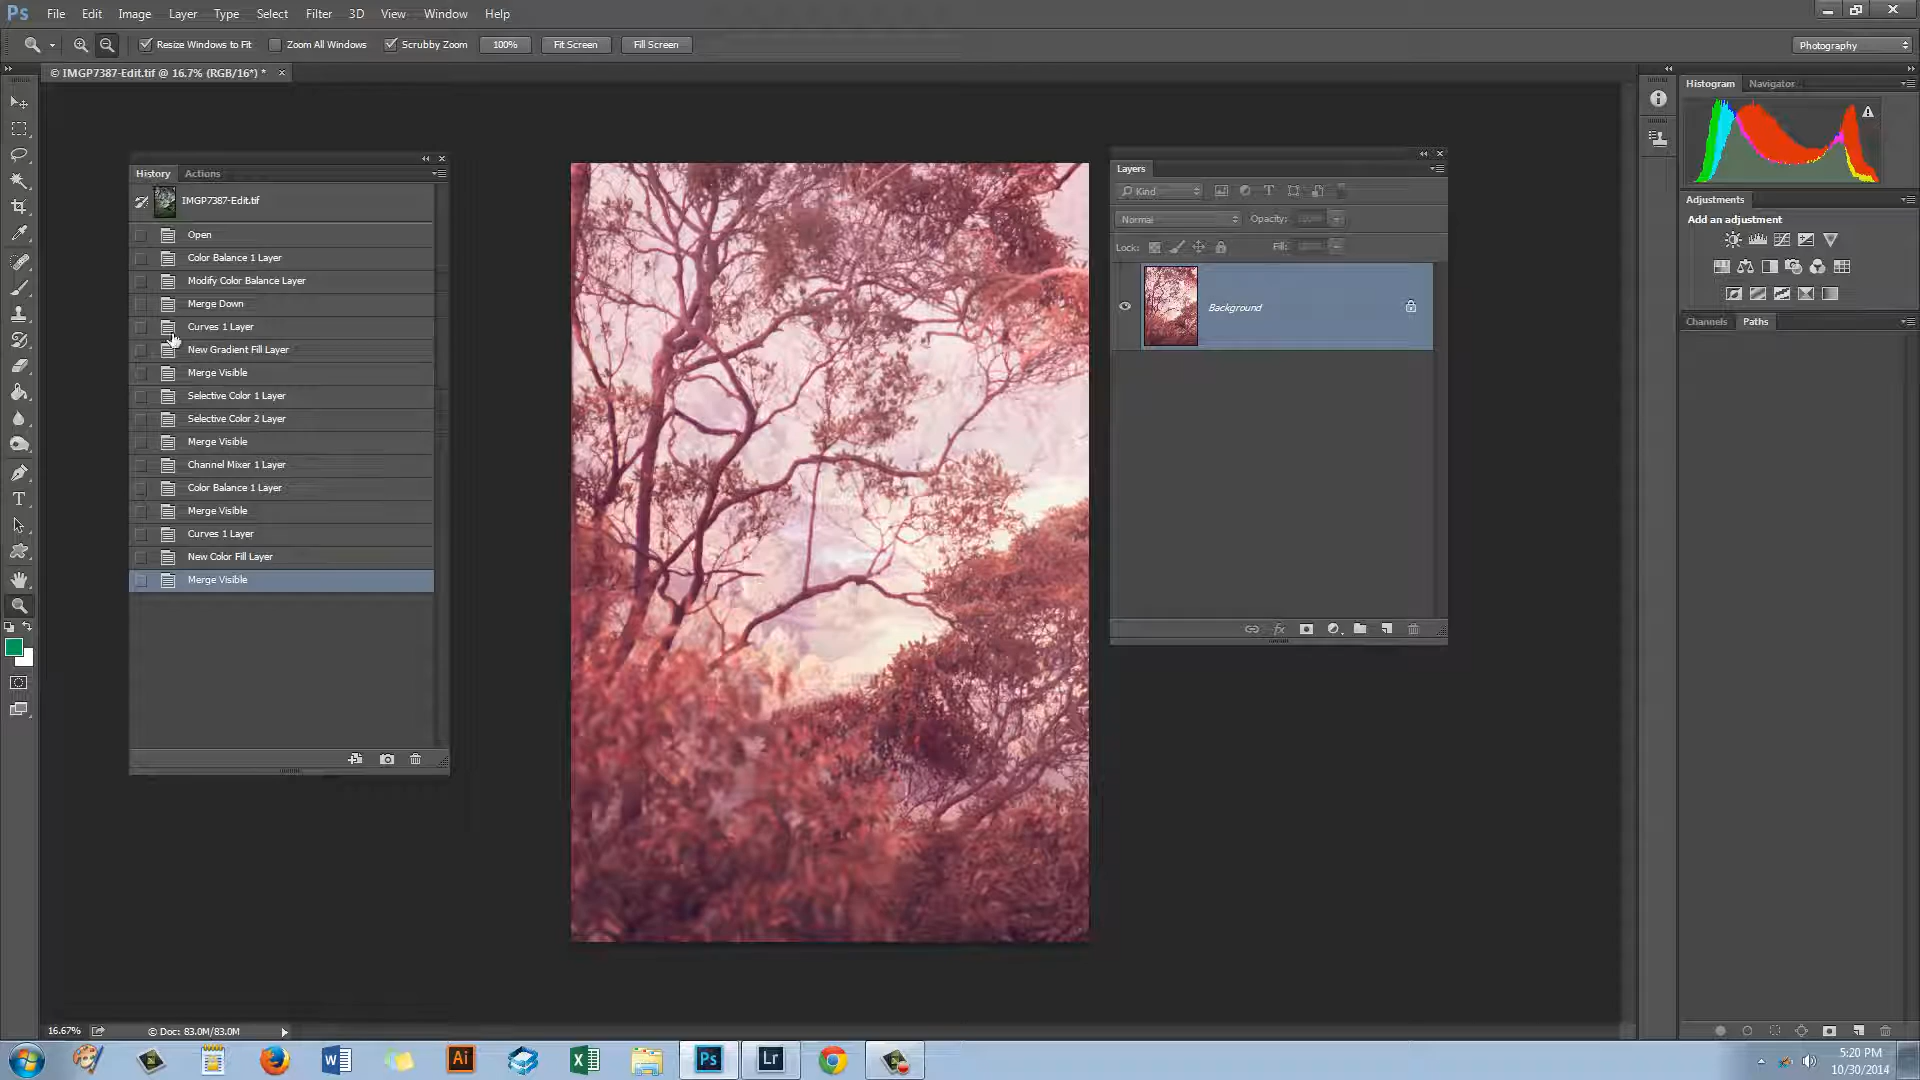 Ps File Edit Image Layer Type Select Filter 3D View Window Help
Resize Windows to Fit Zoom All Windows Scrubby Zoom 100% Fit Screen Fill Screen Photography
© IMGP7387-Edit.tif @ 16.7% (RGB/16*) *
Histogram Navigator
History Actions
IMGP7387-Edit.tif
Open
Color Balance 1 Layer
Modify Color Balance Layer
Merge Down
Curves 1 Layer
New Gradient Fill Layer
Merge Visible
Selective Color 1 Layer
Selective Color 2 Layer
Merge Visible
Channel Mixer 1 Layer
Color Balance 1 Layer
Merge Visible
Curves 1 Layer
New Color Fill Layer
Merge Visible
Layers
Kind
Normal Opacity:
Lock: Fill:
Background
Adjustments
Add an adjustment
Channels Paths
16.67% © Doc: 83.0M/83.0M
Ai Ps Lr
5:20 PM
10/30/2014